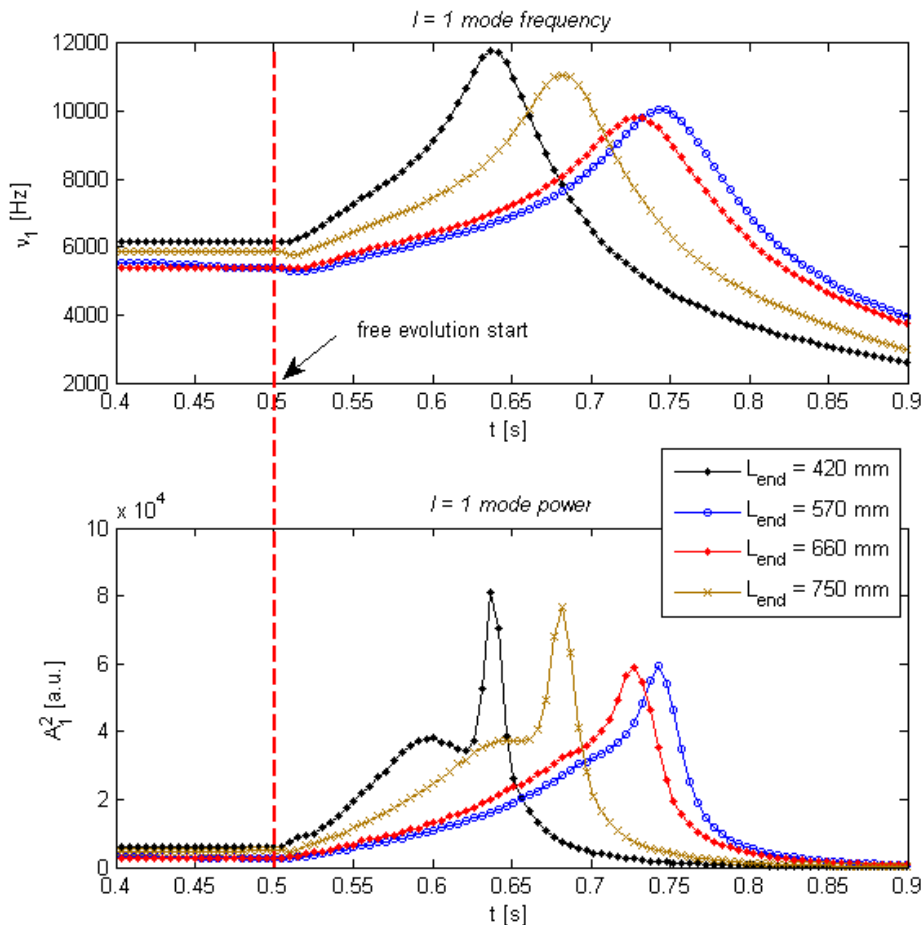 l = 1 mode frequency
12000
10000
8000
6000
4000
2000
ν1 [Hz]
free evolution start
0.4 0.45 0.5 0.55 0.6 0.65 0.7 0.75 0.8 0.85 0.9
t [s]
Lend = 420 mm
Lend = 570 mm
Lend = 660 mm
Lend = 750 mm
x 10^4
l = 1 mode power
10
8
6
4
2
0
A1^2 [a.u.]
0.4 0.45 0.5 0.55 0.6 0.65 0.7 0.75 0.8 0.85 0.9
t [s]